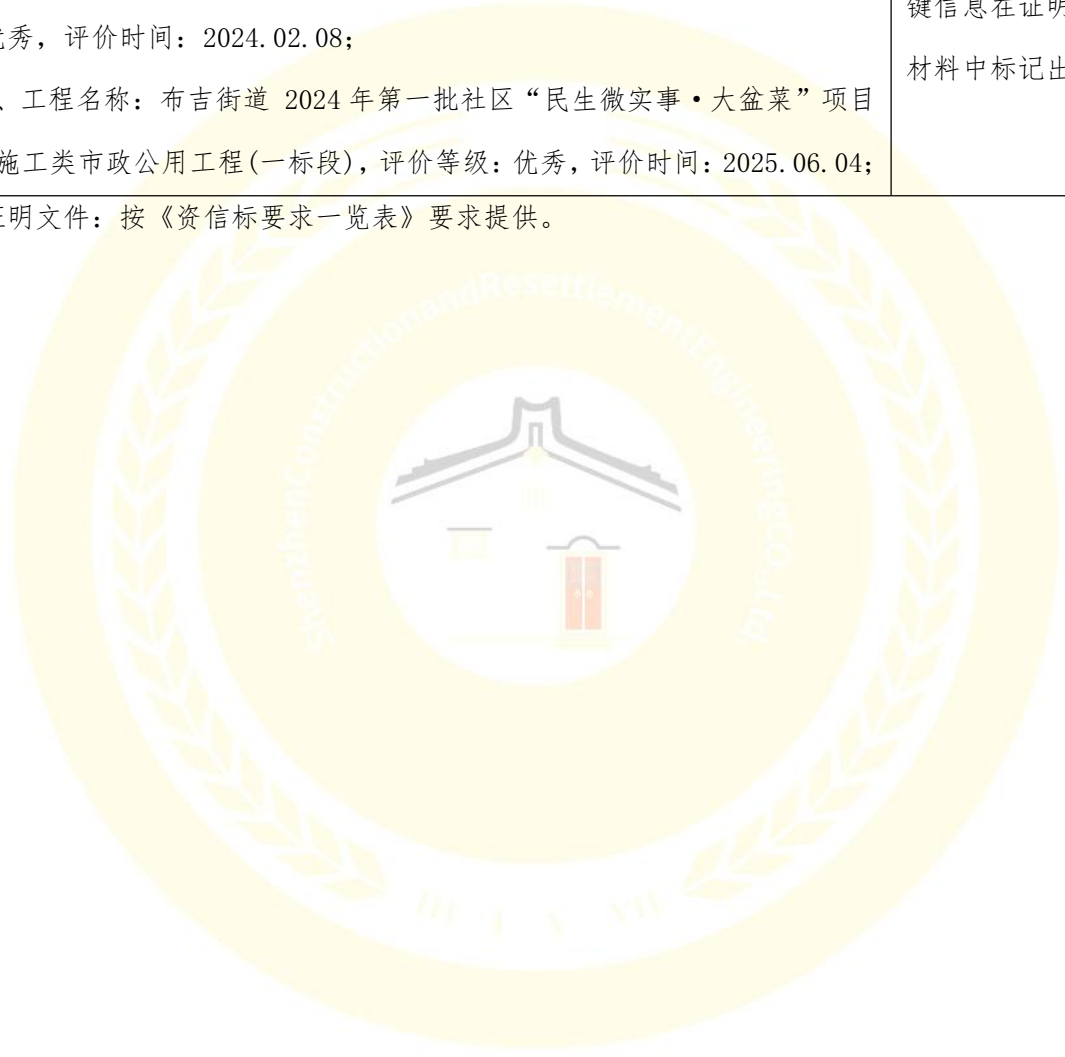 优秀，评价时间：2024.02.08；
键信息在证明
材料中标记出
、工程名称：布吉街道 2024 年第一批社区“民生微实事·大盆菜”项目
施工类市政公用工程(一标段)，评价等级：优秀，评价时间：2025.06.04；
证明文件：按《资信标要求一览表》要求提供。
ShenzhenConstructionandResettlementEngineeringCO.,Ltd.